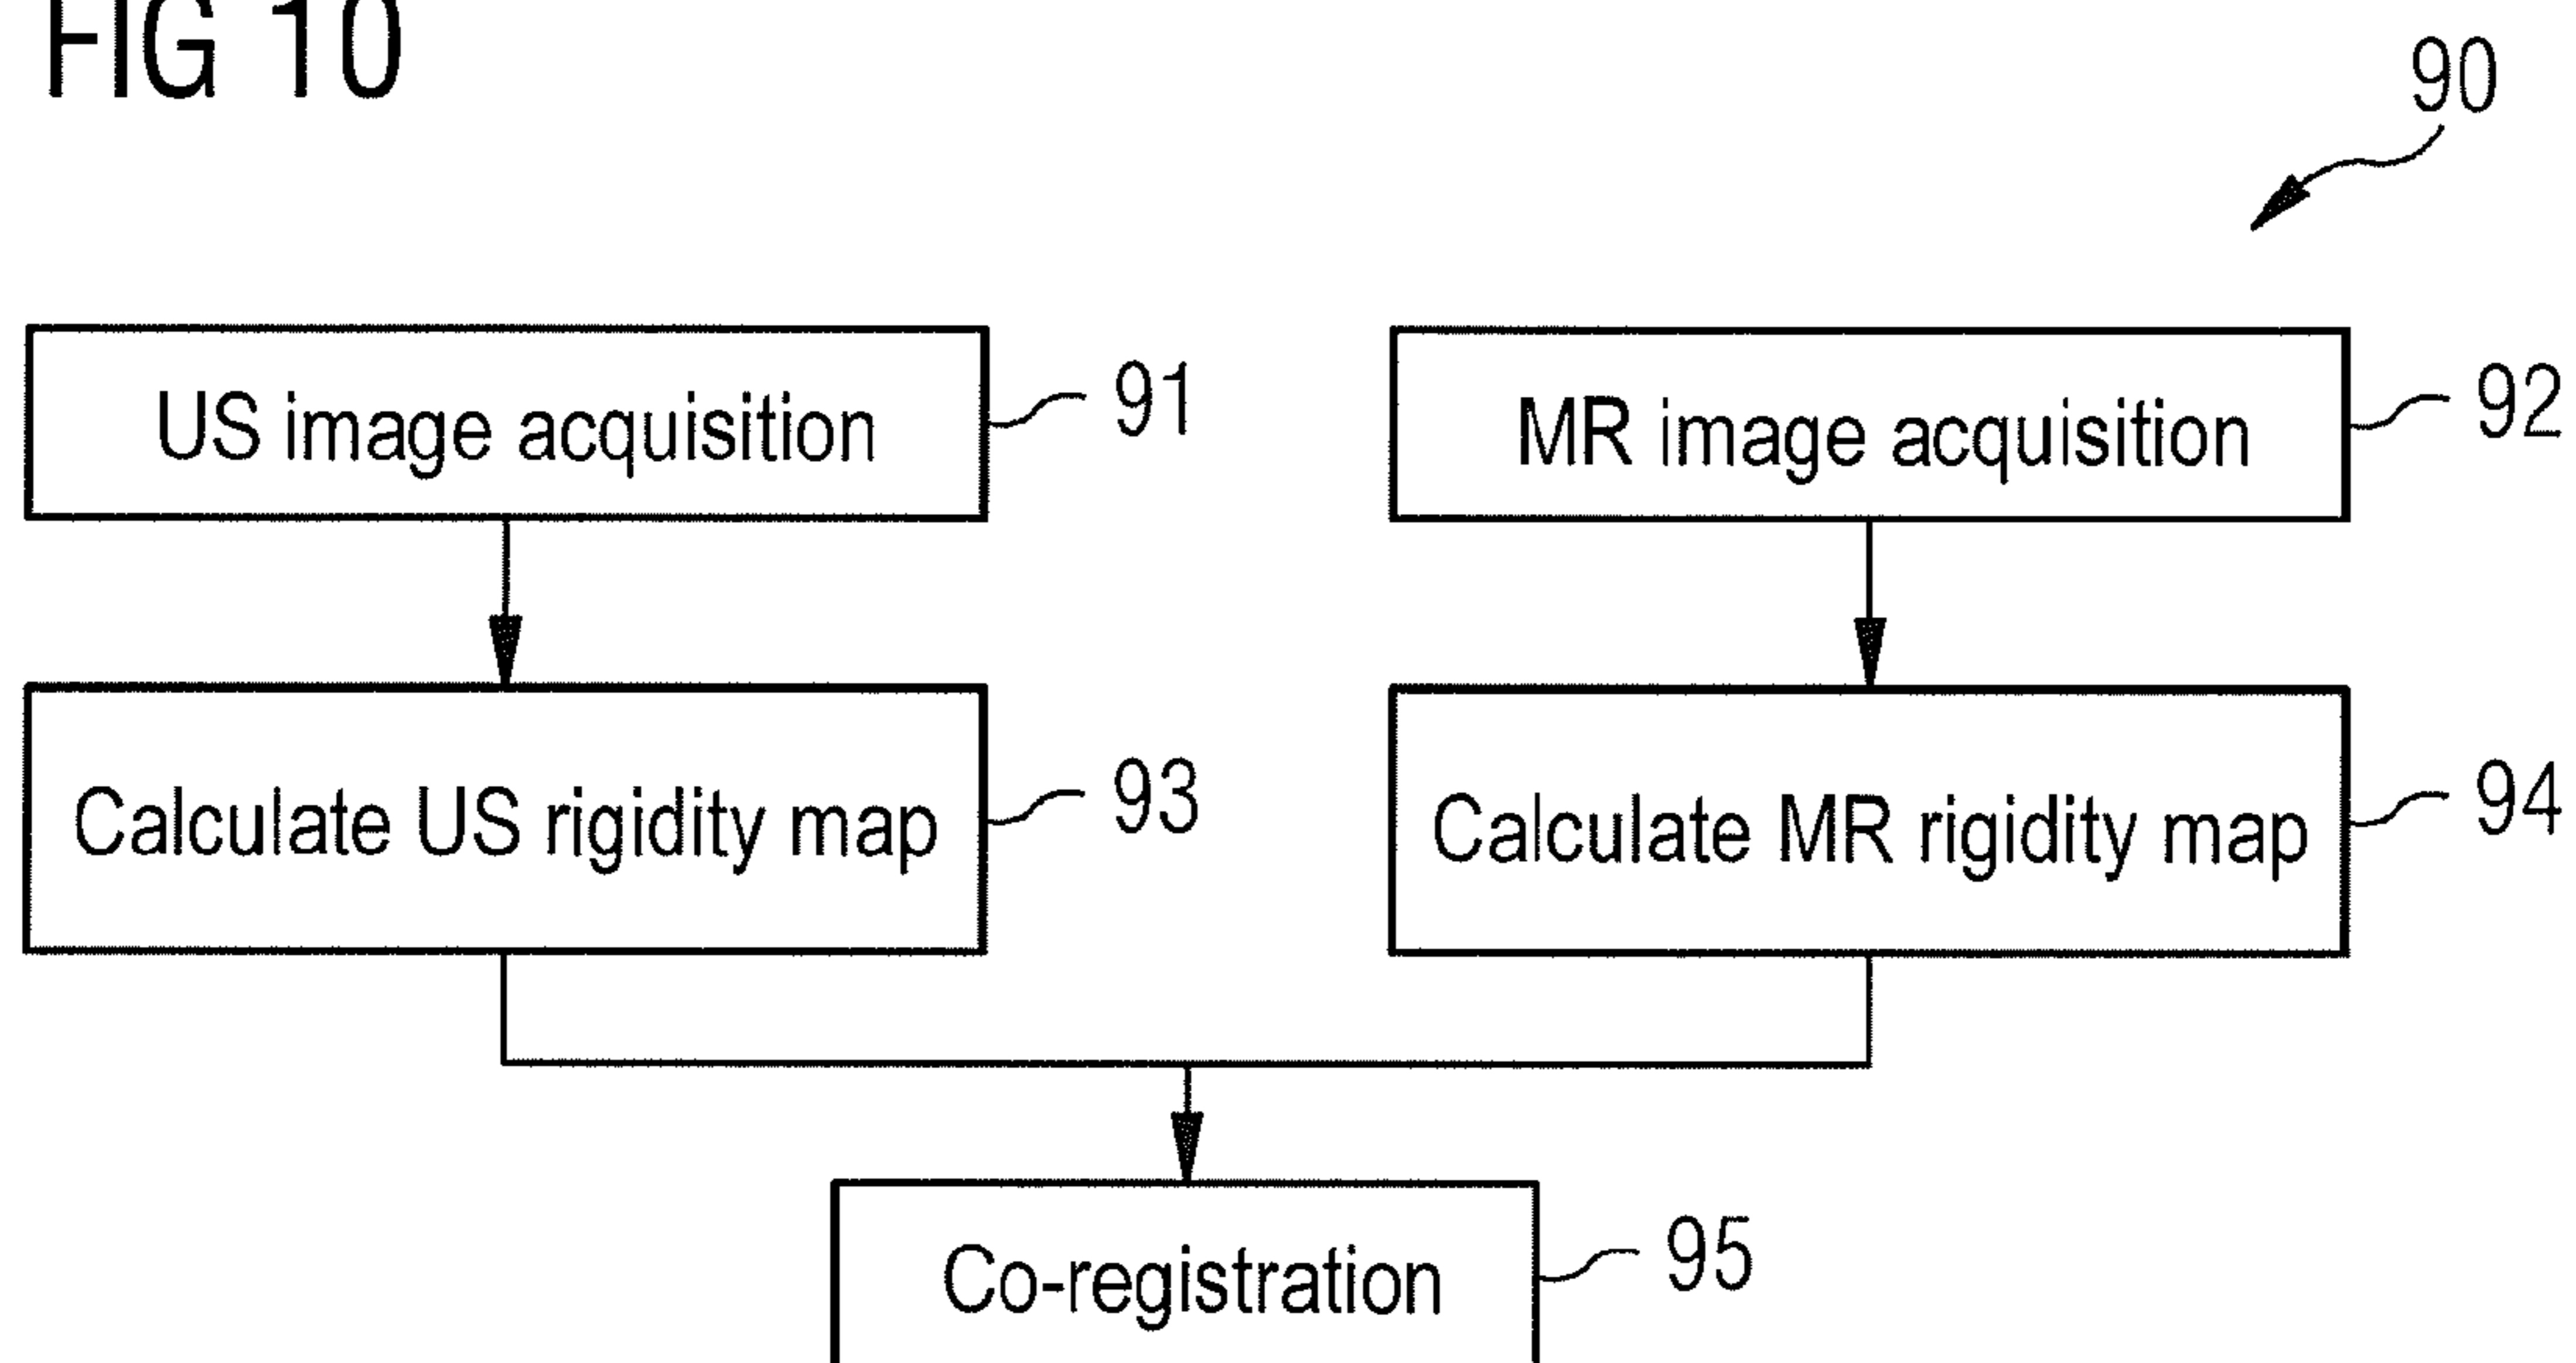 FIG 10
90
US image acquisition
91
MR image acquisition
92
Calculate US rigidity map
93
Calculate MR rigidity map
94
Co-registration
95